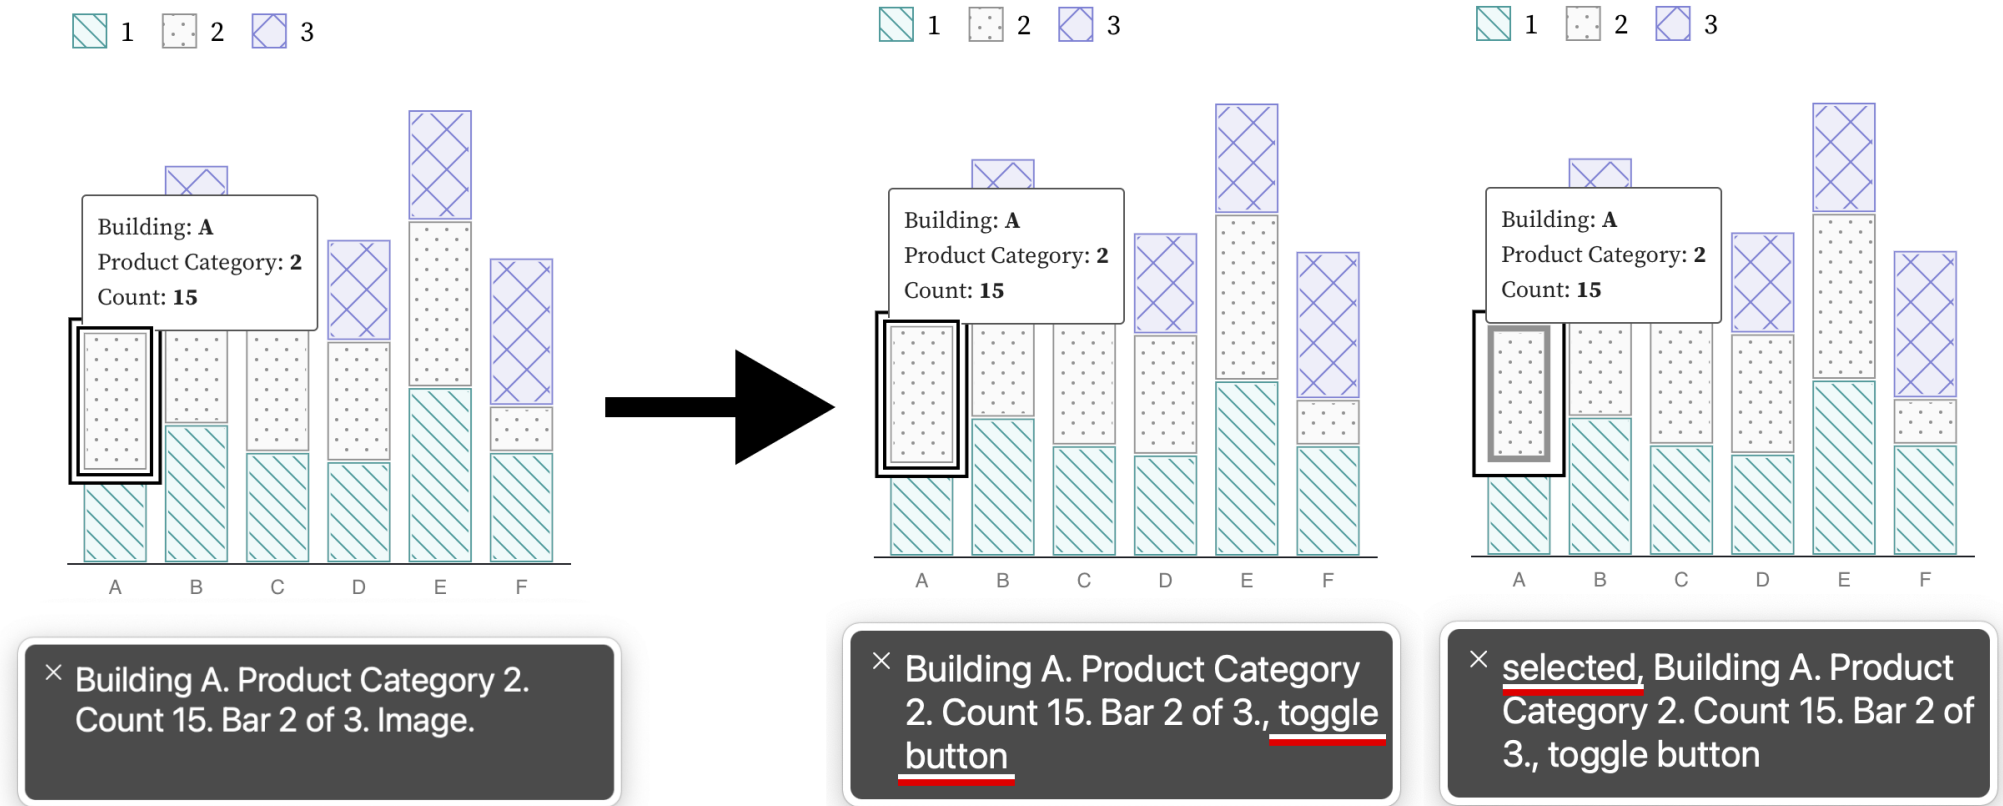 1 2 3
Building: A
Product Category: 2
Count: 15
A B C D E F
× Building A. Product Category 2.
Count 15. Bar 2 of 3. Image.
1 2 3
Building: A
Product Category: 2
Count: 15
A B C D E F
× Building A. Product Category
2. Count 15. Bar 2 of 3., toggle
button
1 2 3
Building: A
Product Category: 2
Count: 15
A B C D E F
× selected, Building A. Product
Category 2. Count 15. Bar 2 of
3., toggle button